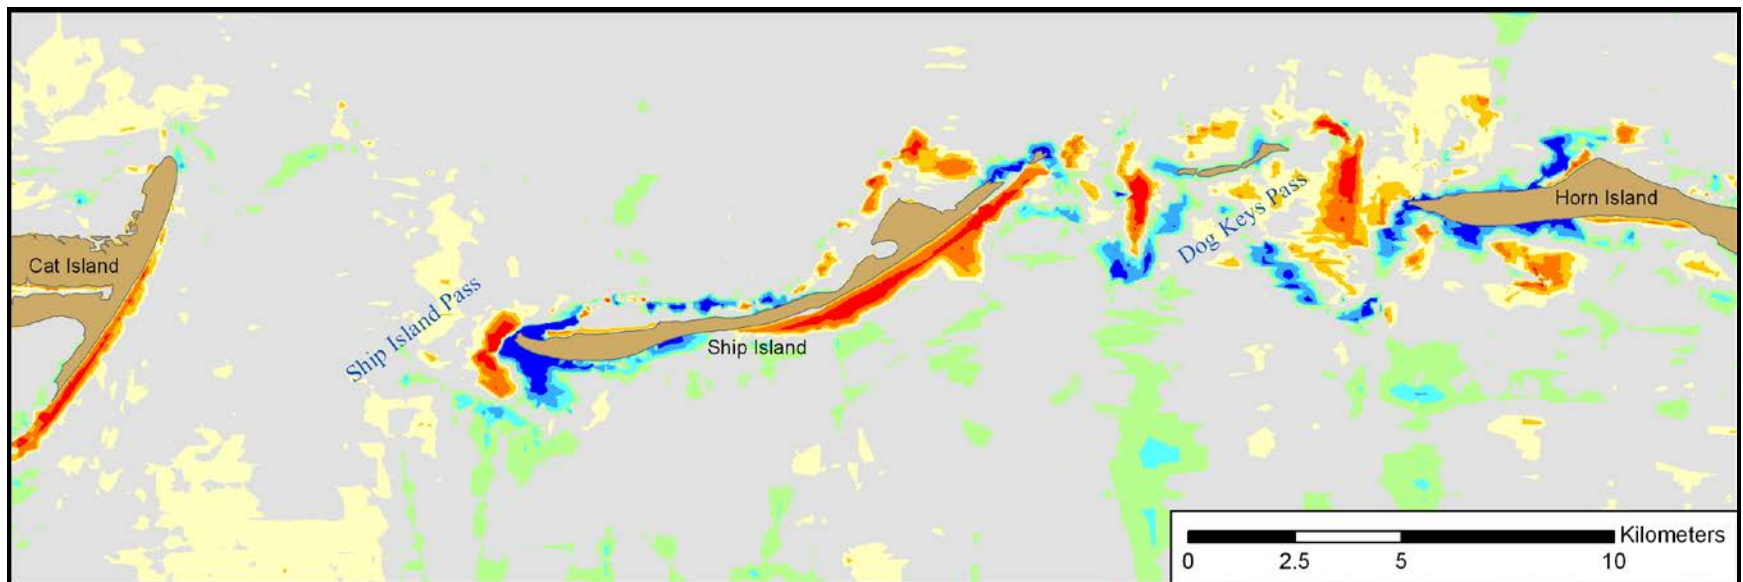 Cat Island
Ship Island Pass
Ship Island
Dog Keys Pass
Horn Island
Kilometers
0 2.5 5 10